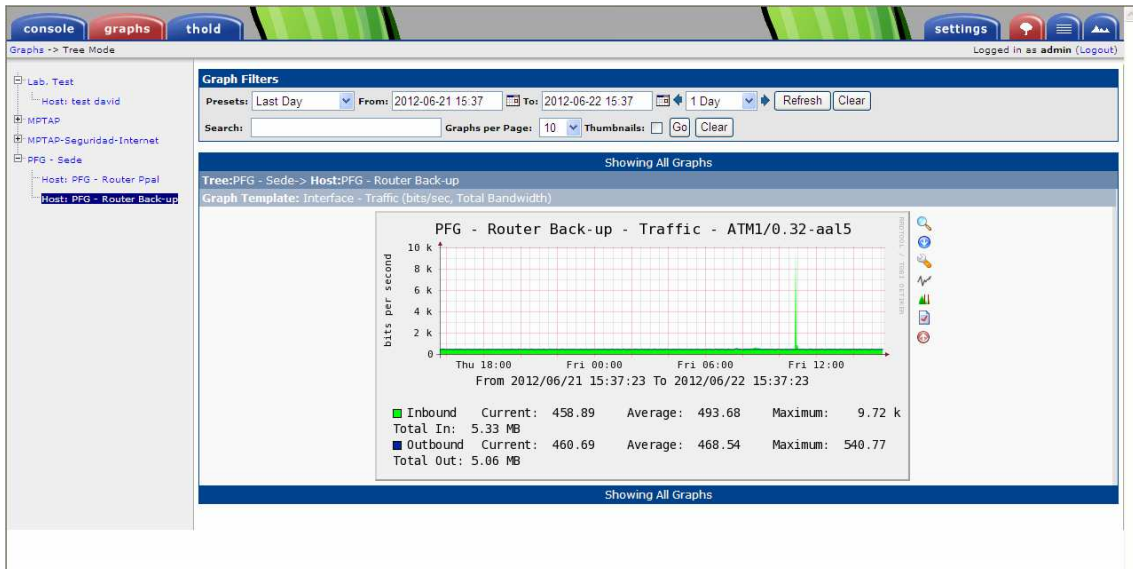 console graphs thold settings
Graphs -> Tree Mode Logged in as admin (Logout)
Lab. Test
Host: test david
MPTAP
MPTAP-Seguridad-Internet
PFG - Sede
Host: PFG - Router Ppal
Host: PFG - Router Back-up
Graph Filters
Presets: Last Day From: 2012-06-21 15:37 To: 2012-06-22 15:37 1 Day Refresh Clear
Search: Graphs per Page: 10 Thumbnails: Go Clear
Showing All Graphs
Tree:PFG - Sede-> Host:PFG - Router Back-up
Graph Template: Interface - Traffic (bits/sec, Total Bandwidth)
PFG - Router Back-up - Traffic - ATM1/0.32-aal5
RRDTOOL / TOBI OETIKER
bits per second
10 k
8 k
6 k
4 k
2 k
0
Thu 18:00 Fri 00:00 Fri 06:00 Fri 12:00
From 2012/06/21 15:37:23 To 2012/06/22 15:37:23
Inbound Current: 458.89 Average: 493.68 Maximum: 9.72 k
Total In: 5.33 MB
Outbound Current: 460.69 Average: 468.54 Maximum: 540.77
Total Out: 5.06 MB
Showing All Graphs